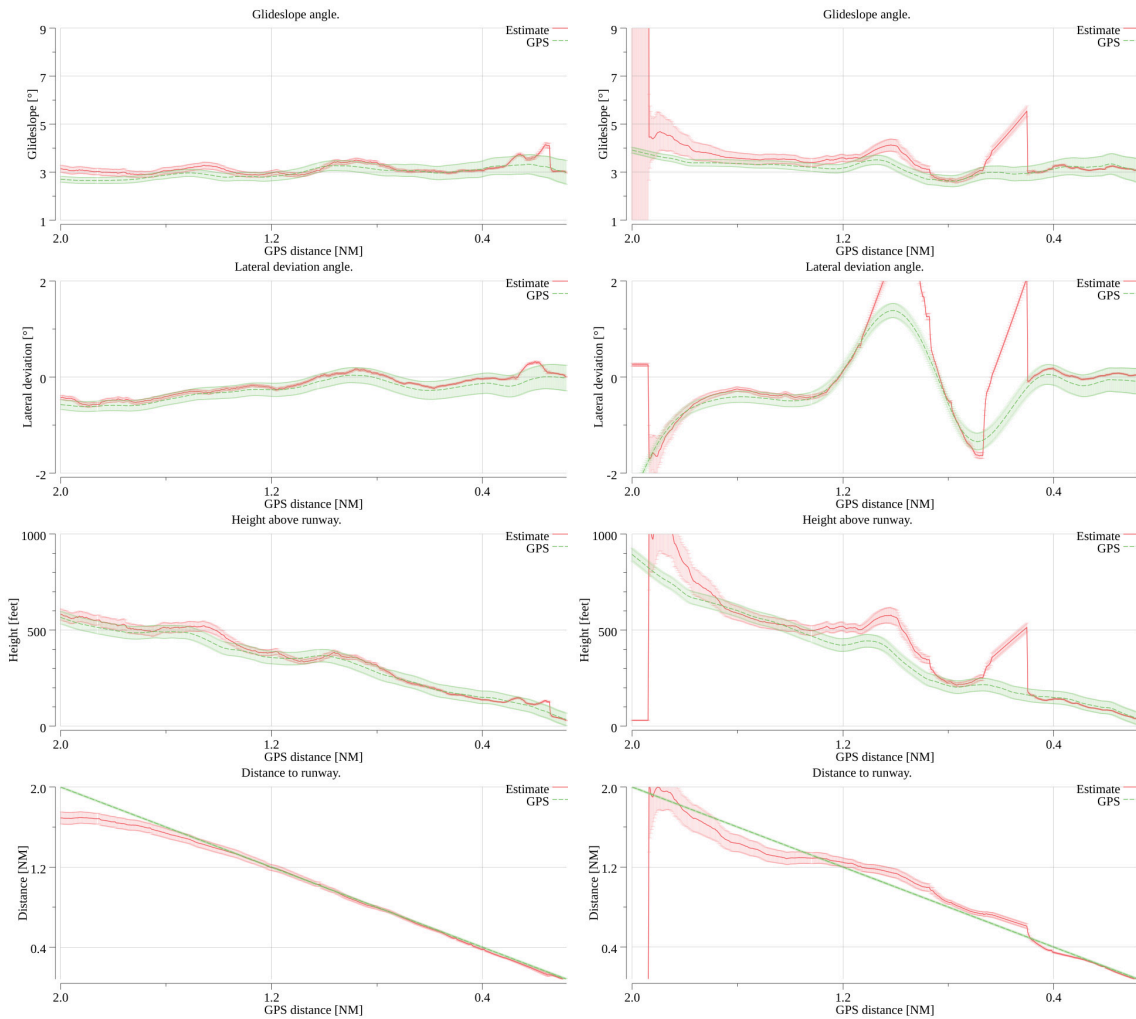 Glideslope angle.
Estimate
GPS
9
7
5
3
1
Glideslope [°]
2.0
1.2
0.4
GPS distance [NM]
Lateral deviation angle.
Estimate
GPS
2
0
-2
Lateral deviation [°]
2.0
1.2
0.4
GPS distance [NM]
Height above runway.
Estimate
GPS
1000
500
0
Height [feet]
2.0
1.2
0.4
GPS distance [NM]
Distance to runway.
Estimate
GPS
2.0
1.2
0.4
Distance [NM]
2.0
1.2
0.4
GPS distance [NM]
Glideslope angle.
Estimate
GPS
9
7
5
3
1
Glideslope [°]
2.0
1.2
0.4
GPS distance [NM]
Lateral deviation angle.
Estimate
GPS
2
0
-2
Lateral deviation [°]
2.0
1.2
0.4
GPS distance [NM]
Height above runway.
Estimate
GPS
1000
500
0
Height [feet]
2.0
1.2
0.4
GPS distance [NM]
Distance to runway.
Estimate
GPS
2.0
1.2
0.4
Distance [NM]
2.0
1.2
0.4
GPS distance [NM]